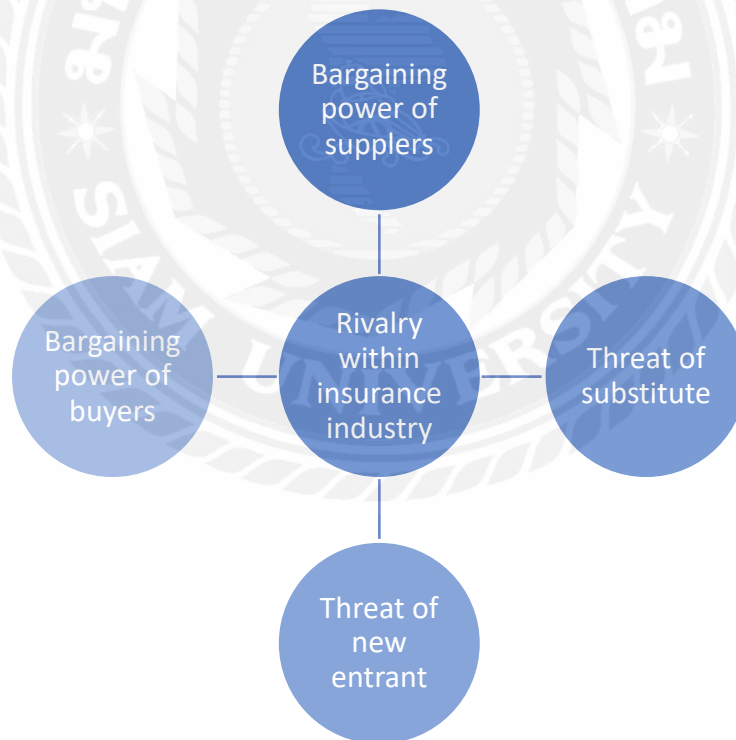 Bargaining
power of
supplers
Bargaining
power of
buyers
Rivalry
within
insurance
industry
Threat of
substitute
Threat of
new
entrant
SIAM UNIVERSITY